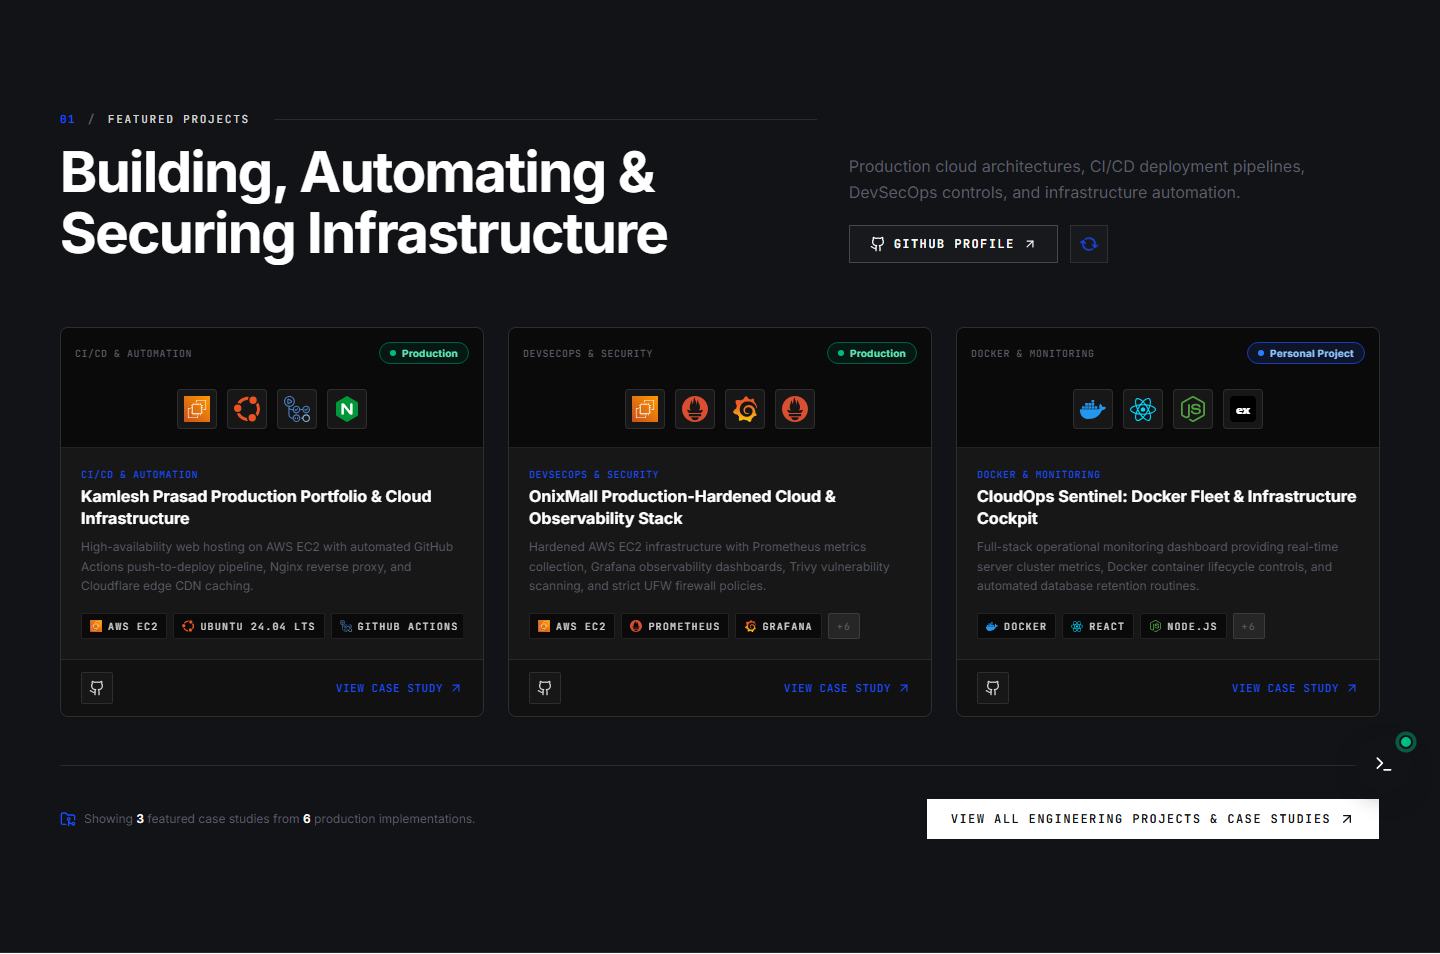 01 / FEATURED PROJECTS
Building, Automating &
Securing Infrastructure
Production cloud architectures, CI/CD deployment pipelines,
DevSecOps controls, and infrastructure automation.
GITHUB PROFILE
CI/CD & AUTOMATION
Production
N
CI/CD & AUTOMATION
Kamlesh Prasad Production Portfolio & Cloud
Infrastructure
High-availability web hosting on AWS EC2 with automated GitHub
Actions push-to-deploy pipeline, Nginx reverse proxy, and
Cloudflare edge CDN caching.
AWS EC2 UBUNTU 24.04 LTS GITHUB ACTIONS
VIEW CASE STUDY
DEVSECOPS & SECURITY
Production
DEVSECOPS & SECURITY
OnixMall Production-Hardened Cloud &
Observability Stack
Hardened AWS EC2 infrastructure with Prometheus metrics
collection, Grafana observability dashboards, Trivy vulnerability
scanning, and strict UFW firewall policies.
AWS EC2 PROMETHEUS GRAFANA +6
VIEW CASE STUDY
DOCKER & MONITORING
Personal Project
JS
ex
DOCKER & MONITORING
CloudOps Sentinel: Docker Fleet & Infrastructure
Cockpit
Full-stack operational monitoring dashboard providing real-time
server cluster metrics, Docker container lifecycle controls, and
automated database retention routines.
DOCKER REACT NODE.JS +6
VIEW CASE STUDY
Showing 3 featured case studies from 6 production implementations.
VIEW ALL ENGINEERING PROJECTS & CASE STUDIES